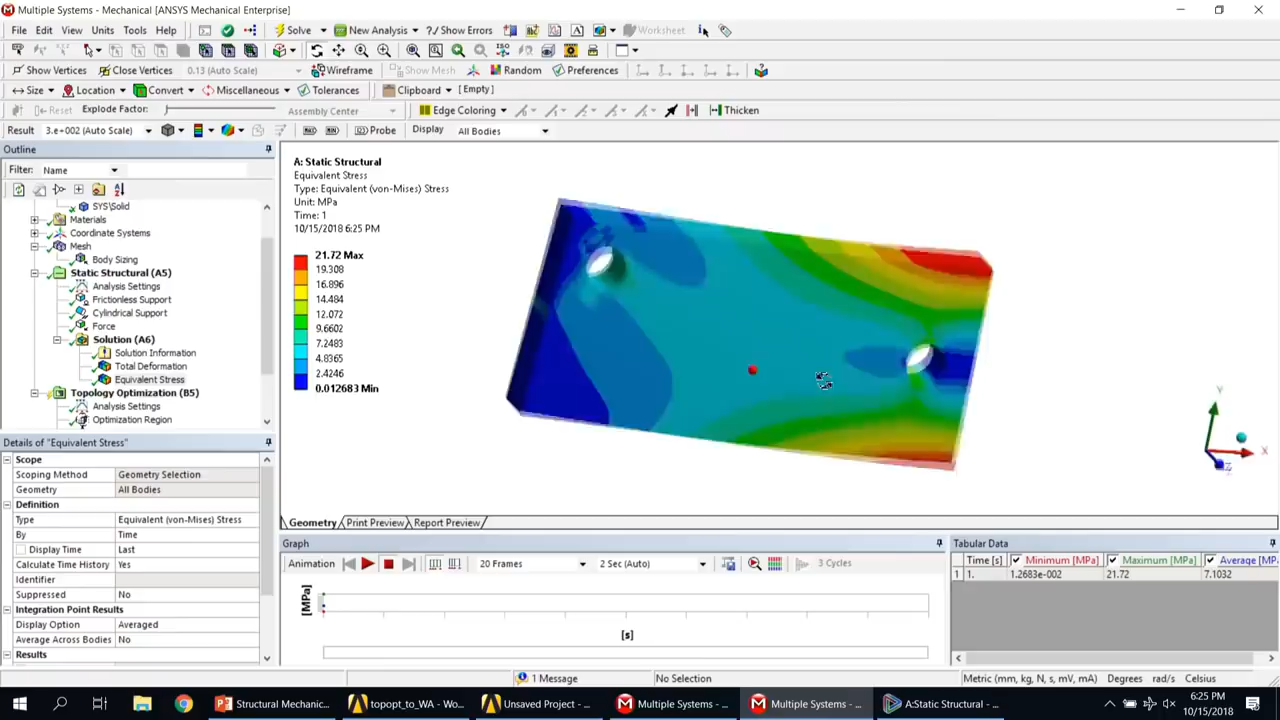 Multiple Systems - Mechanical [ANSYS Mechanical Enterprise]
File Edit View Units Tools Help Solve New Analysis ?/ Show Errors Worksheet
Show Vertices Close Vertices 0.13 (Auto Scale) Wireframe Show Mesh Random Preferences
Size Location Convert Miscellaneous Tolerances Clipboard [Empty]
Reset Explode Factor: Assembly Center Edge Coloring Thicken
Result 3.e+002 (Auto Scale) Probe Display All Bodies
Outline
Filter: Name
SYS\Solid
Materials
Coordinate Systems
Mesh
Body Sizing
Static Structural (A5)
Analysis Settings
Frictionless Support
Cylindrical Support
Force
Solution (A6)
Solution Information
Total Deformation
Equivalent Stress
Topology Optimization (B5)
Analysis Settings
Optimization Region
Details of "Equivalent Stress"
Scope
Scoping Method Geometry Selection
Geometry All Bodies
Definition
Type Equivalent (von-Mises) Stress
By Time
Display Time Last
Calculate Time History Yes
Identifier
Suppressed No
Integration Point Results
Display Option Averaged
Average Across Bodies No
Results
A: Static Structural
Equivalent Stress
Type: Equivalent (von-Mises) Stress
Unit: MPa
Time: 1
10/15/2018 6:25 PM
21.72 Max
19.308
16.896
14.484
12.072
9.6602
7.2483
4.8365
2.4246
0.012683 Min
Y
X
Z
Geometry Print Preview Report Preview
Graph
Animation 20 Frames 2 Sec (Auto) 3 Cycles
[MPa]
[s]
Tabular Data
Time [s] Minimum [MPa] Maximum [MPa] Average [MPa
1 1. 1.2683e-002 21.72 7.1032
1 Message No Selection Metric (mm, kg, N, s, mV, mA) Degrees rad/s Celsius
Structural Mechanic... topopt_to_WA - Wo... Unsaved Project - ... Multiple Systems - ... Multiple Systems - ... A:Static Structural - ... 6:25 PM
10/15/2018